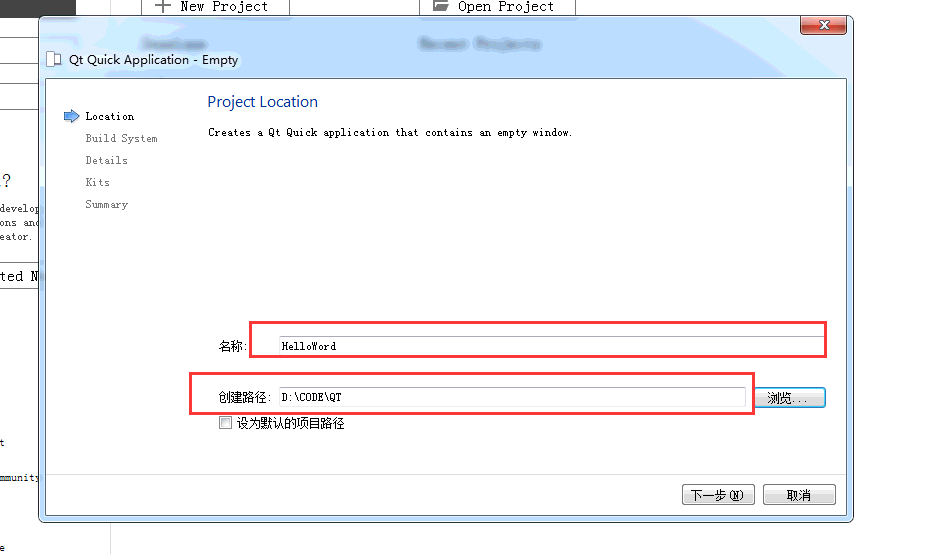 New Project
Open Project
Recent Projects
Qt Quick Application - Empty
Location
Build System
Details
Kits
Summary
Project Location
Creates a Qt Quick application that contains an empty window.
?
develop
ons and
eator.
ted N
名称:
HelloWord
创建路径:
D:\CODE\QT
浏览...
设为默认的项目路径
t
mmunity
下一步(N)
取消
e